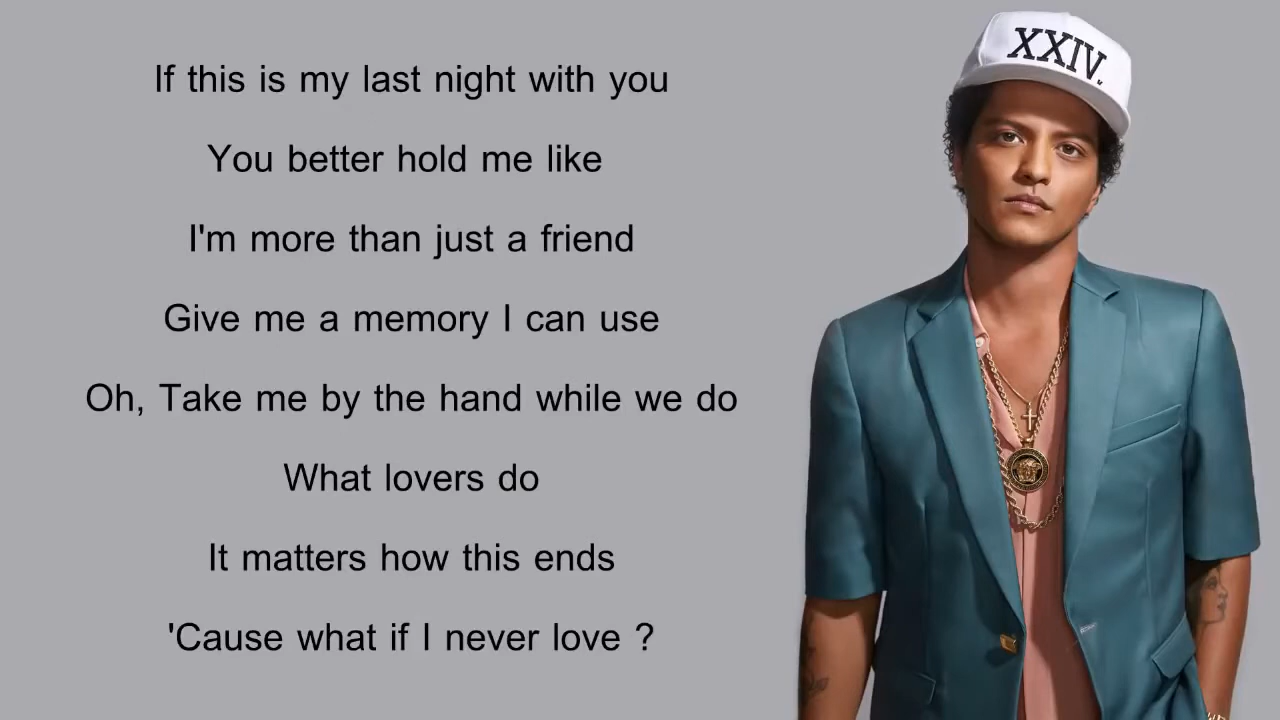 If this is my last night with you
You better hold me like
I'm more than just a friend
Give me a memory I can use
Oh, Take me by the hand while we do
What lovers do
It matters how this ends
'Cause what if I never love ?
XXIV.